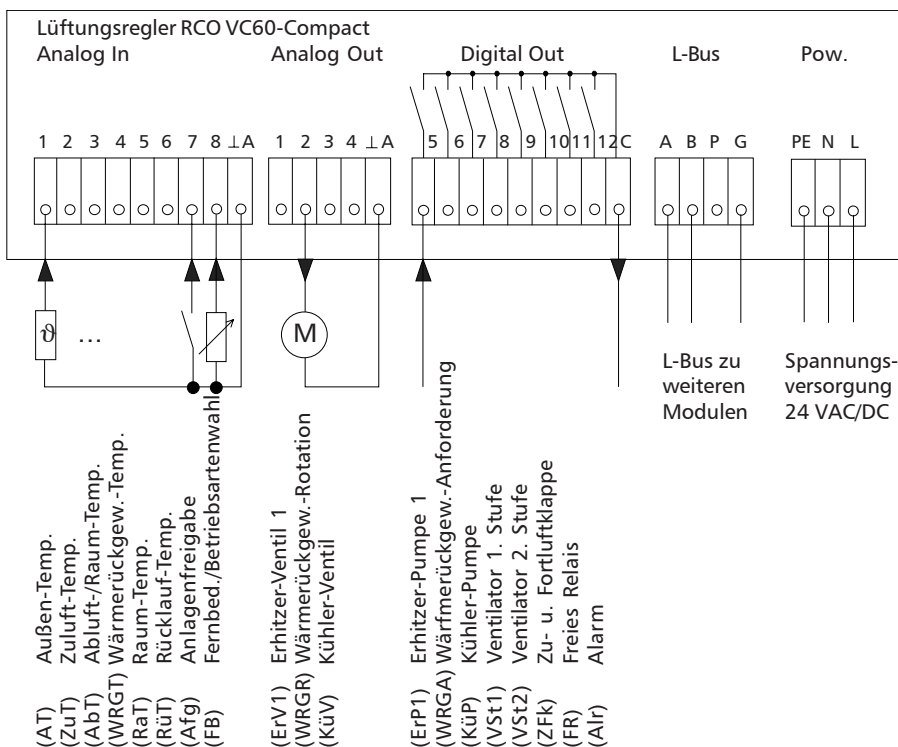 Lüftungsregler RCO VC60-Compact
Analog In Analog Out Digital Out L-Bus Pow.
1 2 3 4 5 6 7 8 ⊥A 1 2 3 4 ⊥A 5 6 7 8 9 10 11 12 C A B P G PE N L
ϑ ... M
L-Bus zu
weiteren
Modulen
Spannungs-
versorgung
24 VAC/DC
(AT) Außen-Temp.
(ZuT) Zuluft-Temp.
(AbT) Abluft-/Raum-Temp.
(WRGT) Wärmerückgew.-Temp.
(RaT) Raum-Temp.
(RüT) Rücklauf-Temp.
(Afg) Anlagenfreigabe
(FB) Fernbed./Betriebsartenwahl
(ErV1) Erhitzer-Ventil 1
(WRGR) Wärmerückgew.-Rotation
(KüV) Kühler-Ventil
(ErP1) Erhitzer-Pumpe 1
(WRGA) Wärfmerückgew.-Anforderung
(KüP) Kühler-Pumpe
(VSt1) Ventilator 1. Stufe
(VSt2) Ventilator 2. Stufe
(ZFk) Zu- u. Fortluftklappe
(FR) Freies Relais
(Alr) Alarm